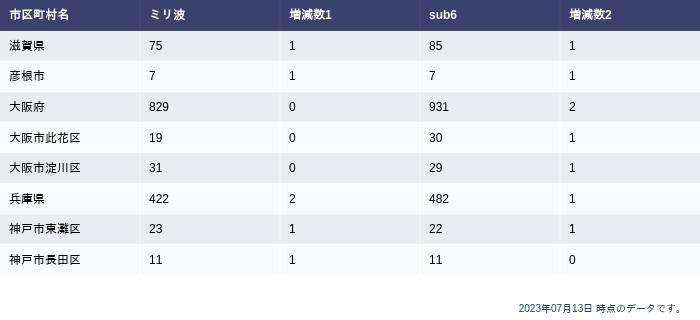 市区町村名 ミリ波 増減数1 sub6 増減数2
滋賀県 75 1 85 1
彦根市 7 1 7 1
大阪府 829 0 931 2
大阪市此花区 19 0 30 1
大阪市淀川区 31 0 29 1
兵庫県 422 2 482 1
神戸市東灘区 23 1 22 1
神戸市長田区 11 1 11 0
2023年07月13日 時点のデータです。